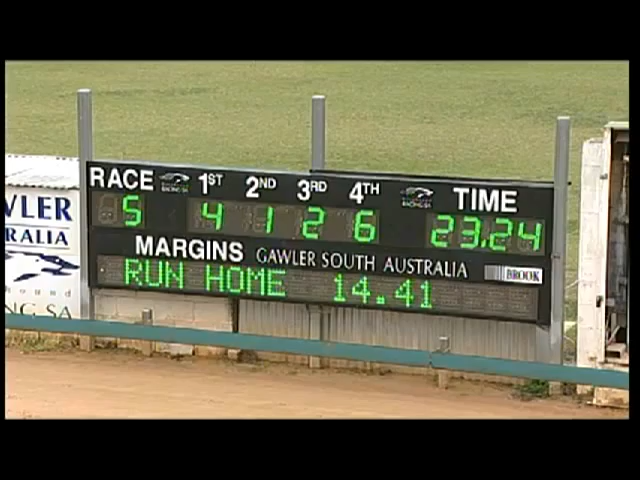 RACE 1ST 2ND 3RD 4TH TIME
5 4 1 2 6 23.24
MARGINS GAWLER SOUTH AUSTRALIA BROOK
RUN HOME 14.41
WLER
RALIA
NG SA